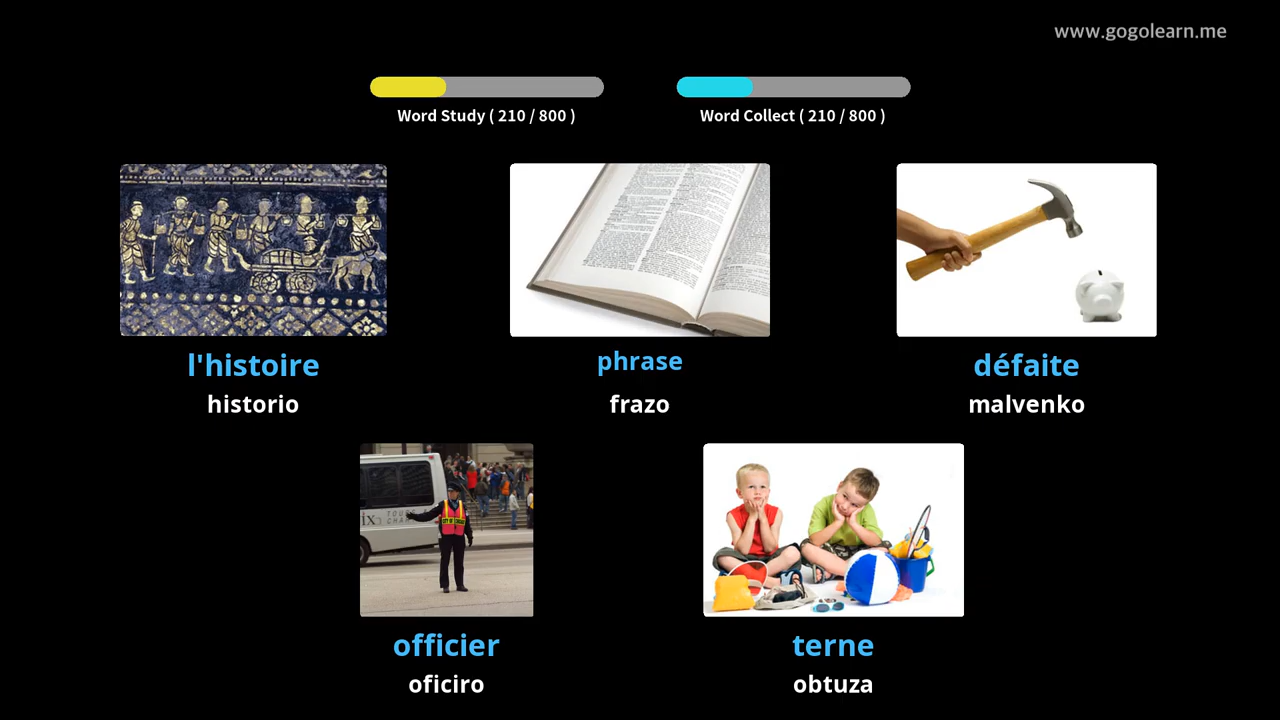 www.gogolearn.me
Word Study ( 210 / 800 )
Word Collect ( 210 / 800 )
l'histoire
historio
phrase
frazo
défaite
malvenko
officier
oficiro
terne
obtuza